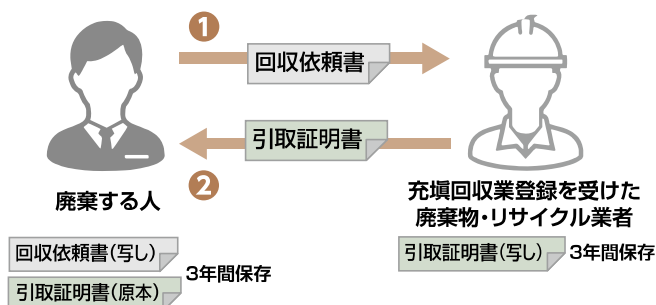 1
回収依頼書
引取証明書
2
廃棄する人
充塡回収業登録を受けた
廃棄物・リサイクル業者
回収依頼書(写し)
引取証明書(原本)
3年間保存
引取証明書(写し)
3年間保存